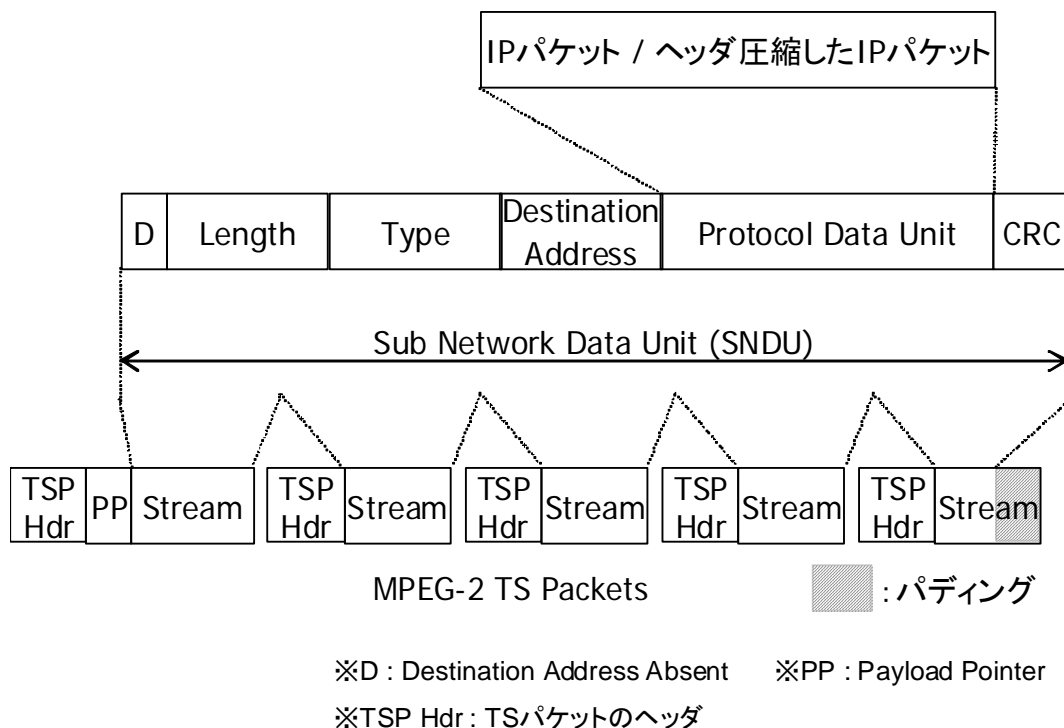 IPパケット / ヘッダ圧縮したIPパケット
D Length Type Destination Address Protocol Data Unit CRC
Sub Network Data Unit (SNDU)
TSP Hdr PP Stream TSP Hdr Stream TSP Hdr Stream TSP Hdr Stream TSP Hdr Stream
MPEG-2 TS Packets : パディング
※D : Destination Address Absent ※PP : Payload Pointer
※TSP Hdr : TSパケットのヘッダ